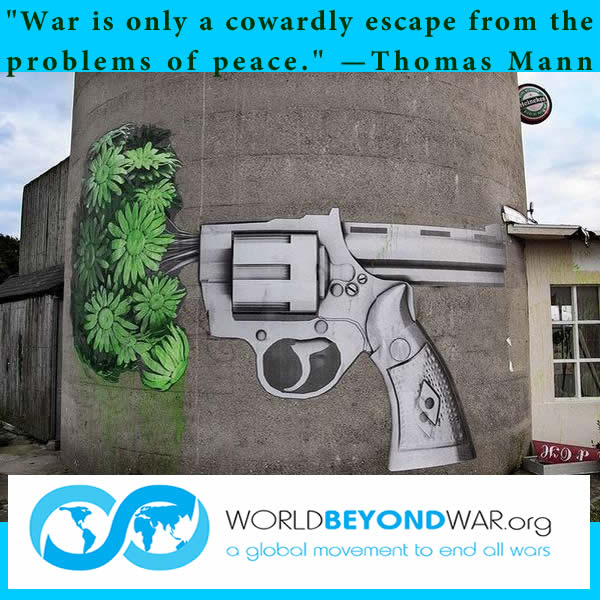 "War is only a cowardly escape from the
problems of peace." —Thomas Mann
Heineken
WORLDBEYONDWAR.org
a global movement to end all wars